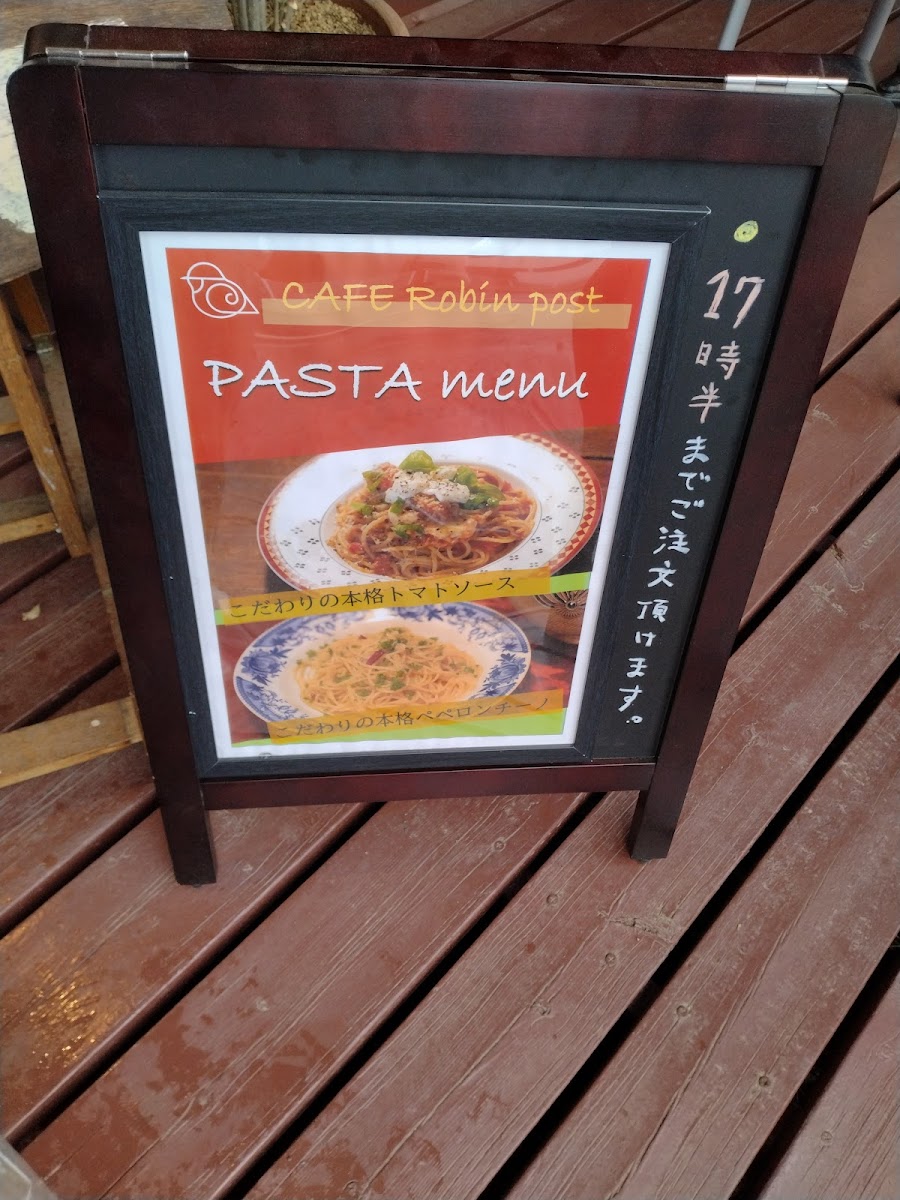 CAFE Robin post
PASTA menu
こだわりの本格トマトソース
こだわりの本格ペペロンチーノ
17時半までご注文頂けます。